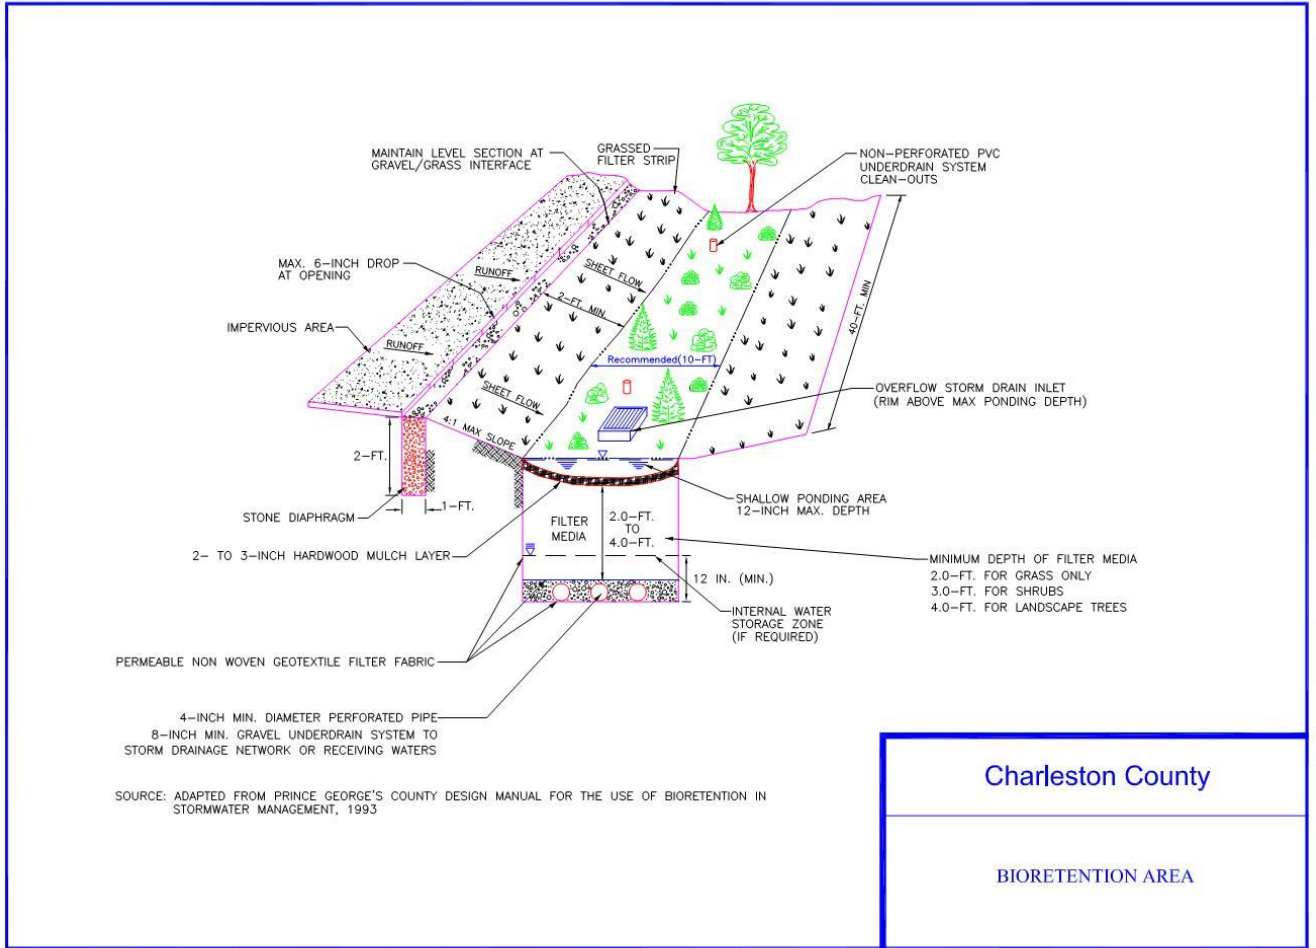 MAINTAIN LEVEL SECTION AT
GRAVEL/GRASS INTERFACE
GRASSED
FILTER STRIP
NON-PERFORATED PVC
UNDERDRAIN SYSTEM
CLEAN-OUTS
MAX. 6-INCH DROP
AT OPENING
RUNOFF
SHEET FLOW
2-FT. MIN.
40-FT. MIN
IMPERVIOUS AREA
RUNOFF
Recommended(10-FT)
SHEET FLOW
OVERFLOW STORM DRAIN INLET
(RIM ABOVE MAX PONDING DEPTH)
4:1 MAX SLOPE
2-FT.
1-FT.
STONE DIAPHRAGM
SHALLOW PONDING AREA
12-INCH MAX. DEPTH
2- TO 3-INCH HARDWOOD MULCH LAYER
FILTER
MEDIA
2.0-FT.
TO
4.0-FT.
12 IN. (MIN.)
MINIMUM DEPTH OF FILTER MEDIA
2.0-FT. FOR GRASS ONLY
3.0-FT. FOR SHRUBS
4.0-FT. FOR LANDSCAPE TREES
INTERNAL WATER
STORAGE ZONE
(IF REQUIRED)
PERMEABLE NON WOVEN GEOTEXTILE FILTER FABRIC
4-INCH MIN. DIAMETER PERFORATED PIPE
8-INCH MIN. GRAVEL UNDERDRAIN SYSTEM TO
STORM DRAINAGE NETWORK OR RECEIVING WATERS
SOURCE: ADAPTED FROM PRINCE GEORGE'S COUNTY DESIGN MANUAL FOR THE USE OF BIORETENTION IN
STORMWATER MANAGEMENT, 1993
Charleston County
BIORETENTION AREA